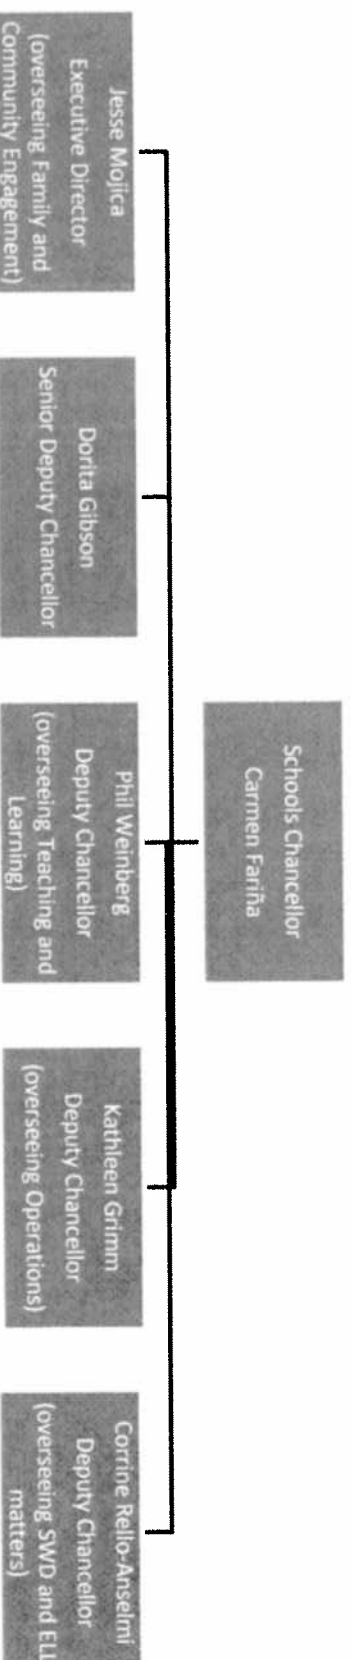 Schools Chancellor
Carmen Fariña
Jesse Mojica
Executive Director
(overseeing Family and
Community Engagement)
Dorita Gibson
Senior Deputy Chancellor
Phil Weinberg
Deputy Chancellor
(overseeing Teaching and
Learning)
Kathleen Grimm
Deputy Chancellor
(overseeing Operations)
Corrine Rello-Anselmi
Deputy Chancellor
(overseeing SWD and ELL
matters)